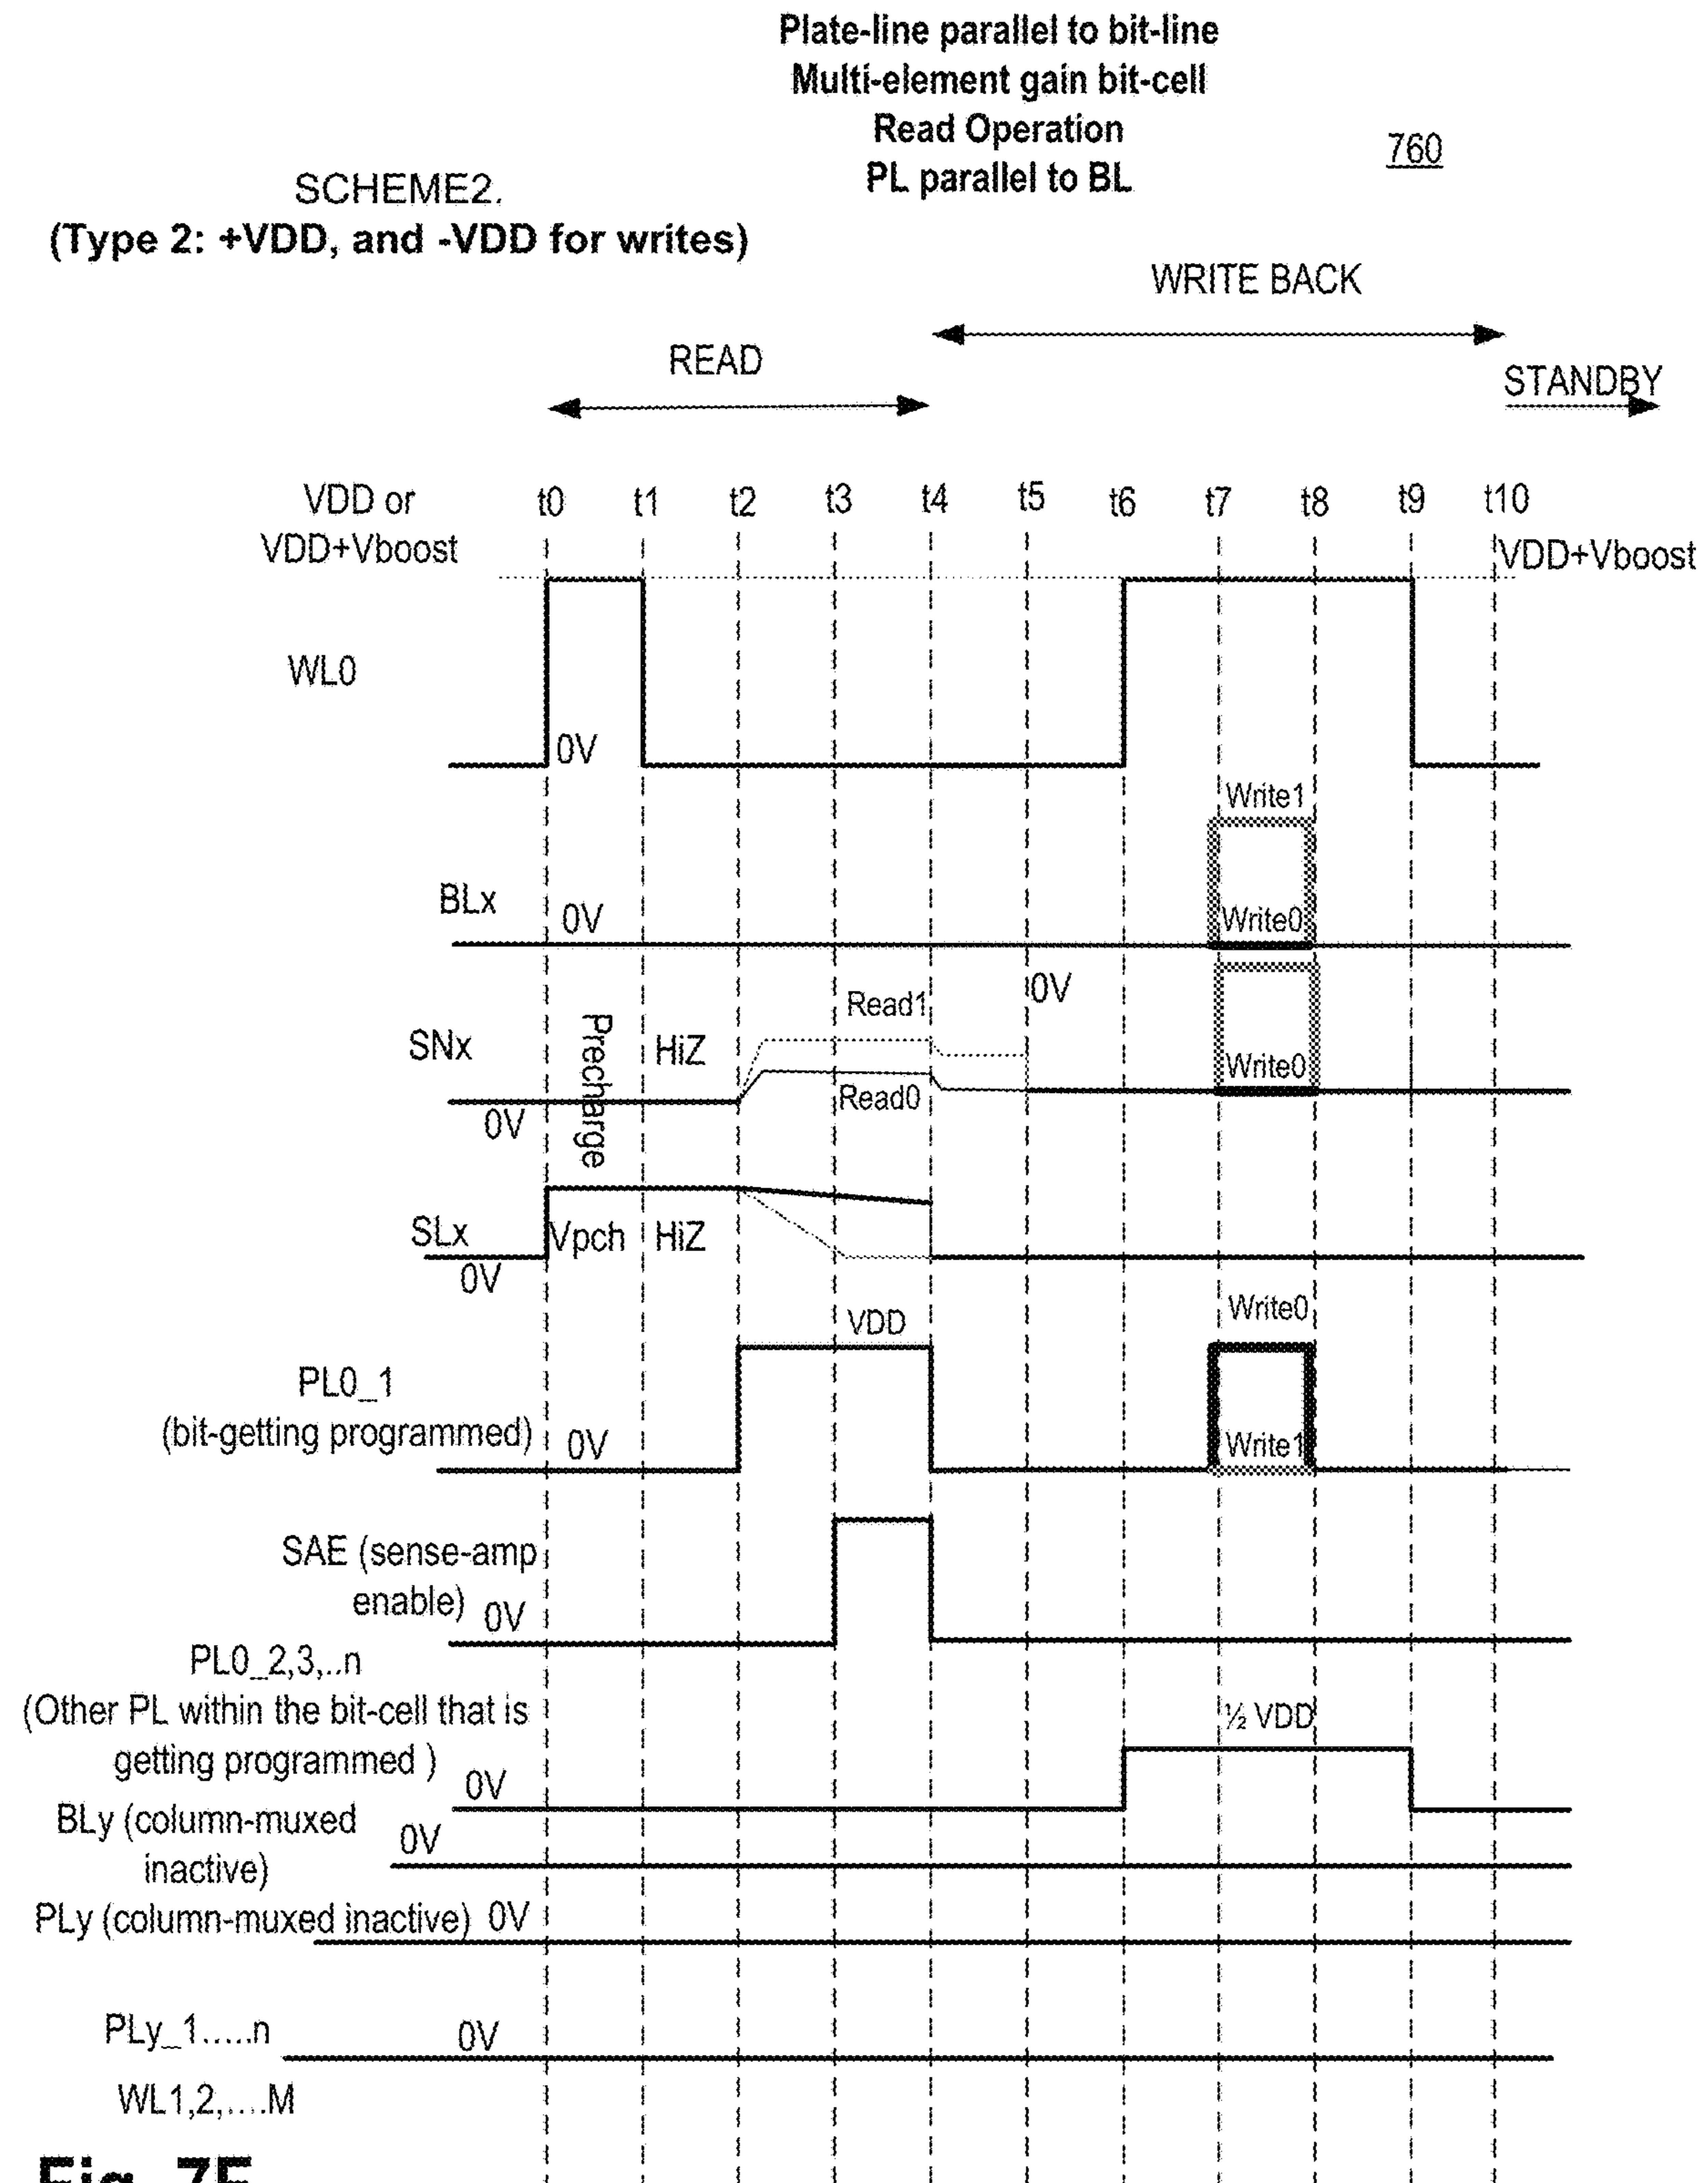 Plate-line parallel to bit-line
Multi-element gain bit-cell
Read Operation
PL parallel to BL
760
SCHEME2.
(Type 2: +VDD, and -VDD for writes)
WRITE BACK
READ
STANDBY
VDD or
VDD+Vboost
t0 t1 t2 t3 t4 t5 t6 t7 t8 t9 t10
VDD+Vboost
WL0
0V
Write1
BLx
0V
Write0
0V
Read1
SNx
Precharge
HiZ
Write0
Read0
0V
SLx
Vpch
HiZ
0V
Write0
VDD
PL0_1
(bit-getting programmed)
0V
Write1
SAE (sense-amp
enable)
0V
PL0_2,3,..n
(Other PL within the bit-cell that is
getting programmed )
½ VDD
0V
BLy (column-muxed
inactive)
0V
PLy (column-muxed inactive) 0V
PLy_1.....n
0V
WL1,2,....M